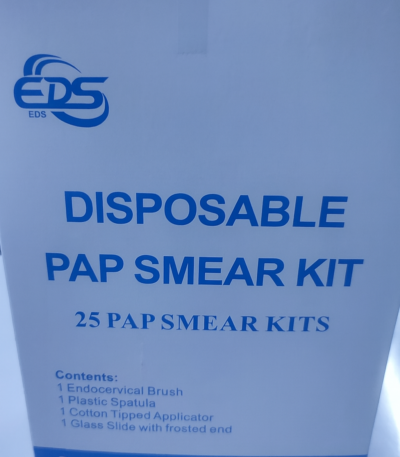 EDS
EDS
DISPOSABLE
PAP SMEAR KIT
25 PAP SMEAR KITS
Contents:
1 Endocervical Brush
1 Plastic Spatula
1 Cotton Tipped Applicator
1 Glass Slide with frosted end